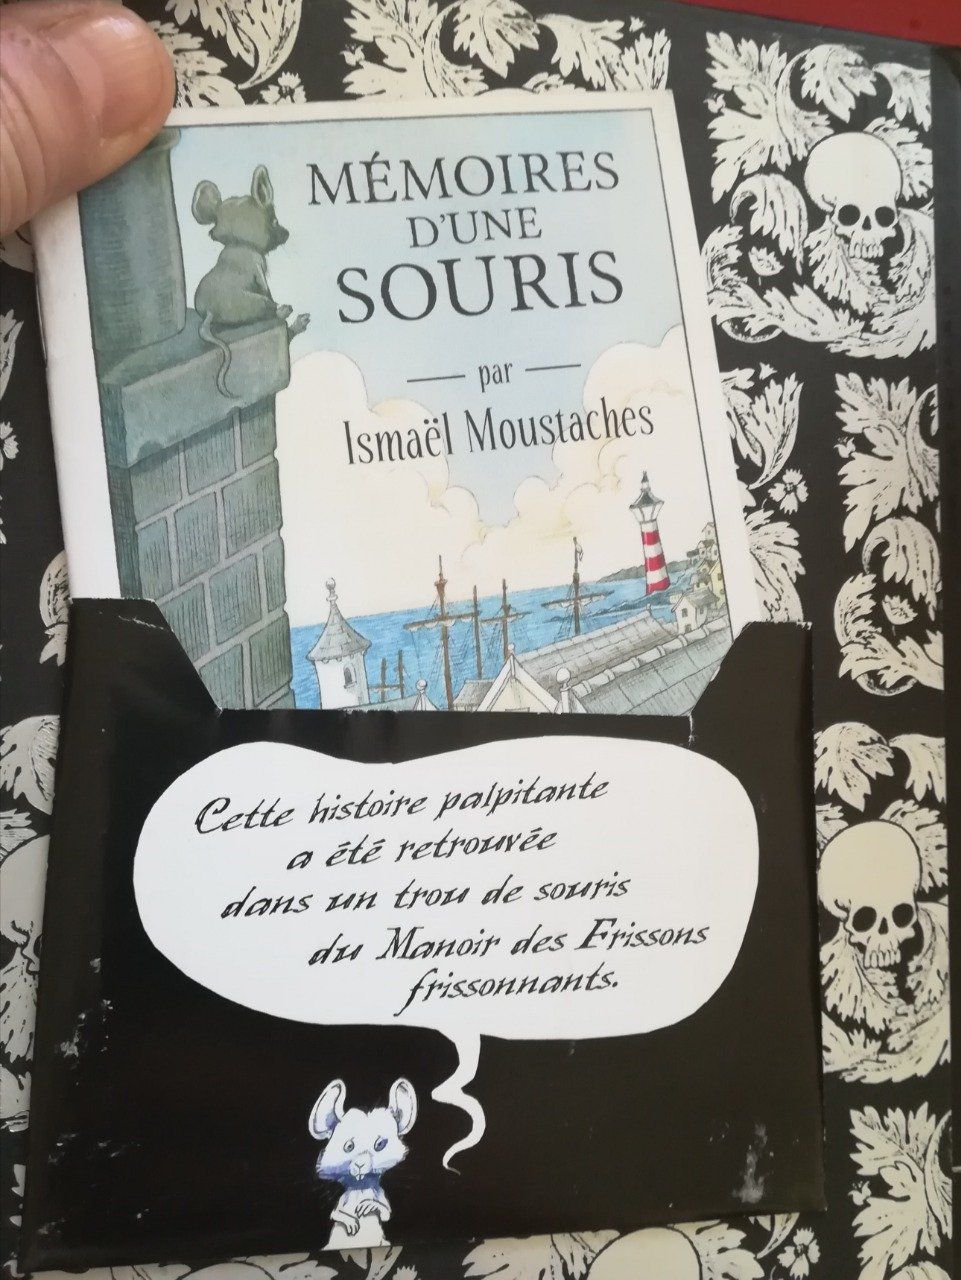 MÉMOIRES
D'UNE
SOURIS
— par —
Ismaël Moustaches
Cette histoire palpitante
a été retrouvée
dans un trou de souris
du Manoir des Frissons
frissonnants.